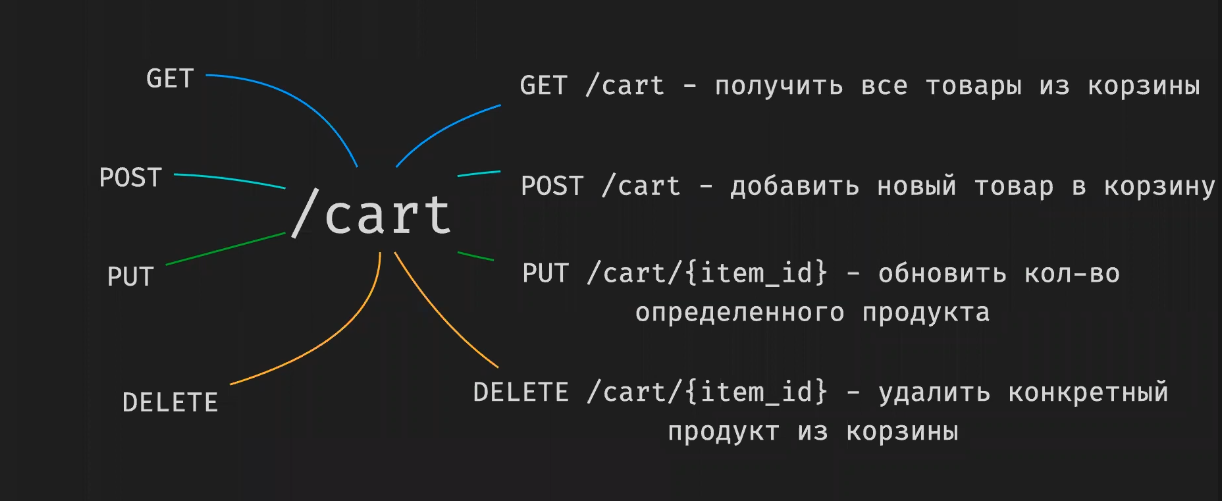 GET
POST
PUT
DELETE
/cart
GET /cart - получить все товары из корзины
POST /cart - добавить новый товар в корзину
PUT /cart/{item_id} - обновить кол-во
определенного продукта
DELETE /cart/{item_id} - удалить конкретный
продукт из корзины